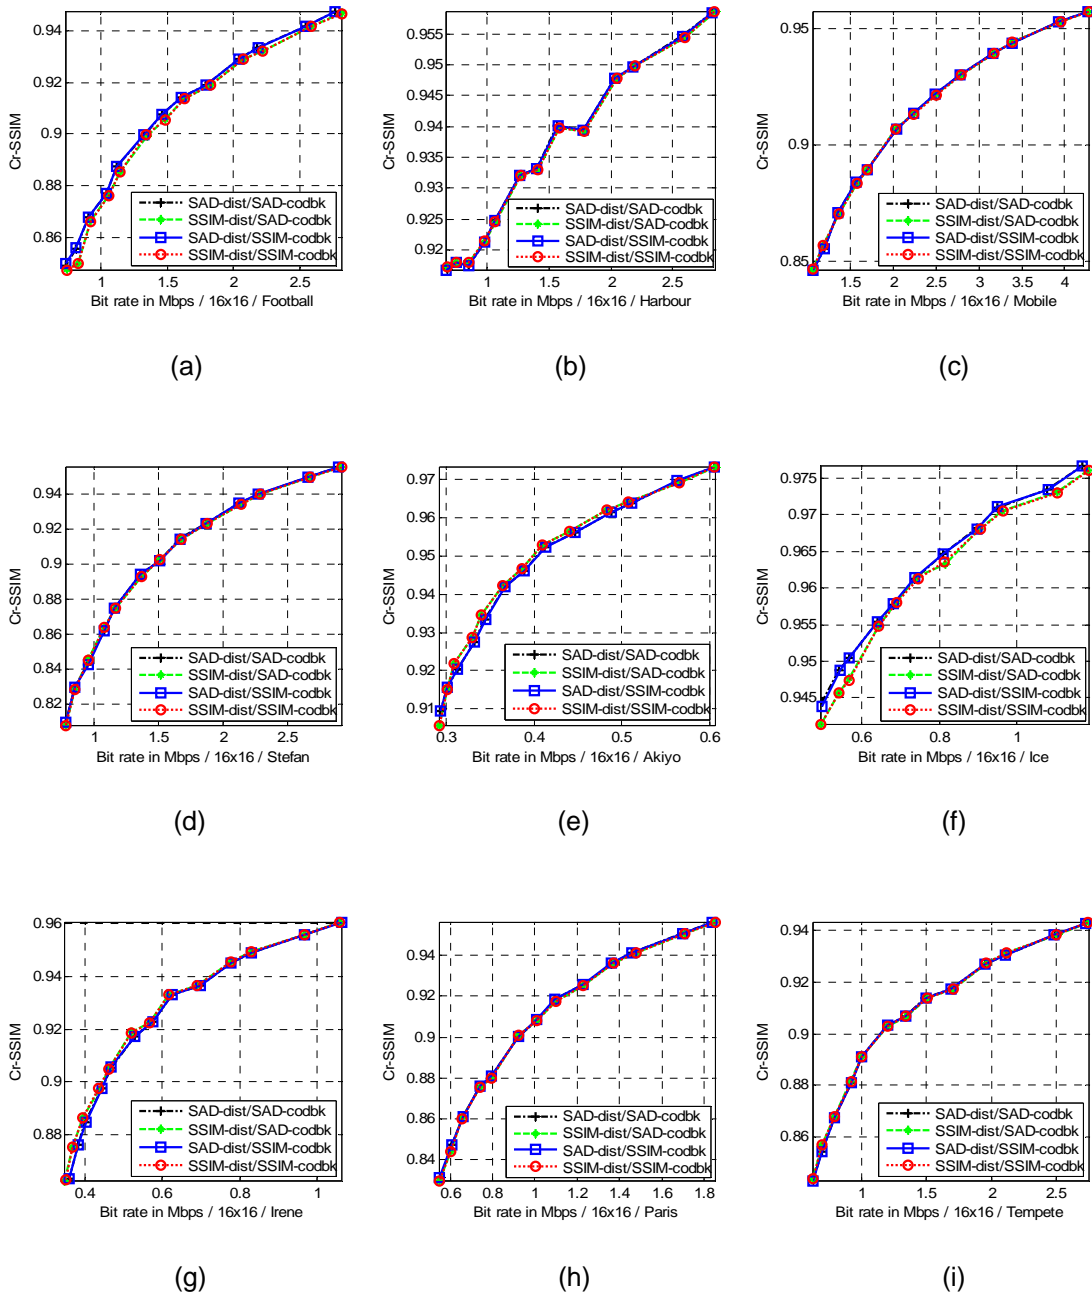 0.94
0.92
0.9
0.88
0.86
Cr-SSIM
SAD-dist/SAD-codbk
SSIM-dist/SAD-codbk
SAD-dist/SSIM-codbk
SSIM-dist/SSIM-codbk
1 1.5 2 2.5
Bit rate in Mbps / 16x16 / Football
(a)
0.955
0.95
0.945
0.94
0.935
0.93
0.925
0.92
Cr-SSIM
SAD-dist/SAD-codbk
SSIM-dist/SAD-codbk
SAD-dist/SSIM-codbk
SSIM-dist/SSIM-codbk
1 1.5 2 2.5
Bit rate in Mbps / 16x16 / Harbour
(b)
0.95
0.9
0.85
Cr-SSIM
SAD-dist/SAD-codbk
SSIM-dist/SAD-codbk
SAD-dist/SSIM-codbk
SSIM-dist/SSIM-codbk
1.5 2 2.5 3 3.5 4
Bit rate in Mbps / 16x16 / Mobile
(c)
0.94
0.92
0.9
0.88
0.86
0.84
0.82
Cr-SSIM
SAD-dist/SAD-codbk
SSIM-dist/SAD-codbk
SAD-dist/SSIM-codbk
SSIM-dist/SSIM-codbk
1 1.5 2 2.5
Bit rate in Mbps / 16x16 / Stefan
(d)
0.97
0.96
0.95
0.94
0.93
0.92
0.91
Cr-SSIM
SAD-dist/SAD-codbk
SSIM-dist/SAD-codbk
SAD-dist/SSIM-codbk
SSIM-dist/SSIM-codbk
0.3 0.4 0.5 0.6
Bit rate in Mbps / 16x16 / Akiyo
(e)
0.975
0.97
0.965
0.96
0.955
0.95
0.945
Cr-SSIM
SAD-dist/SAD-codbk
SSIM-dist/SAD-codbk
SAD-dist/SSIM-codbk
SSIM-dist/SSIM-codbk
0.6 0.8 1
Bit rate in Mbps / 16x16 / Ice
(f)
0.96
0.94
0.92
0.9
0.88
Cr-SSIM
SAD-dist/SAD-codbk
SSIM-dist/SAD-codbk
SAD-dist/SSIM-codbk
SSIM-dist/SSIM-codbk
0.4 0.6 0.8 1
Bit rate in Mbps / 16x16 / Irene
(g)
0.94
0.92
0.9
0.88
0.86
0.84
Cr-SSIM
SAD-dist/SAD-codbk
SSIM-dist/SAD-codbk
SAD-dist/SSIM-codbk
SSIM-dist/SSIM-codbk
0.6 0.8 1 1.2 1.4 1.6 1.8
Bit rate in Mbps / 16x16 / Paris
(h)
0.94
0.92
0.9
0.88
0.86
Cr-SSIM
SAD-dist/SAD-codbk
SSIM-dist/SAD-codbk
SAD-dist/SSIM-codbk
SSIM-dist/SSIM-codbk
1 1.5 2 2.5
Bit rate in Mbps / 16x16 / Tempete
(i)